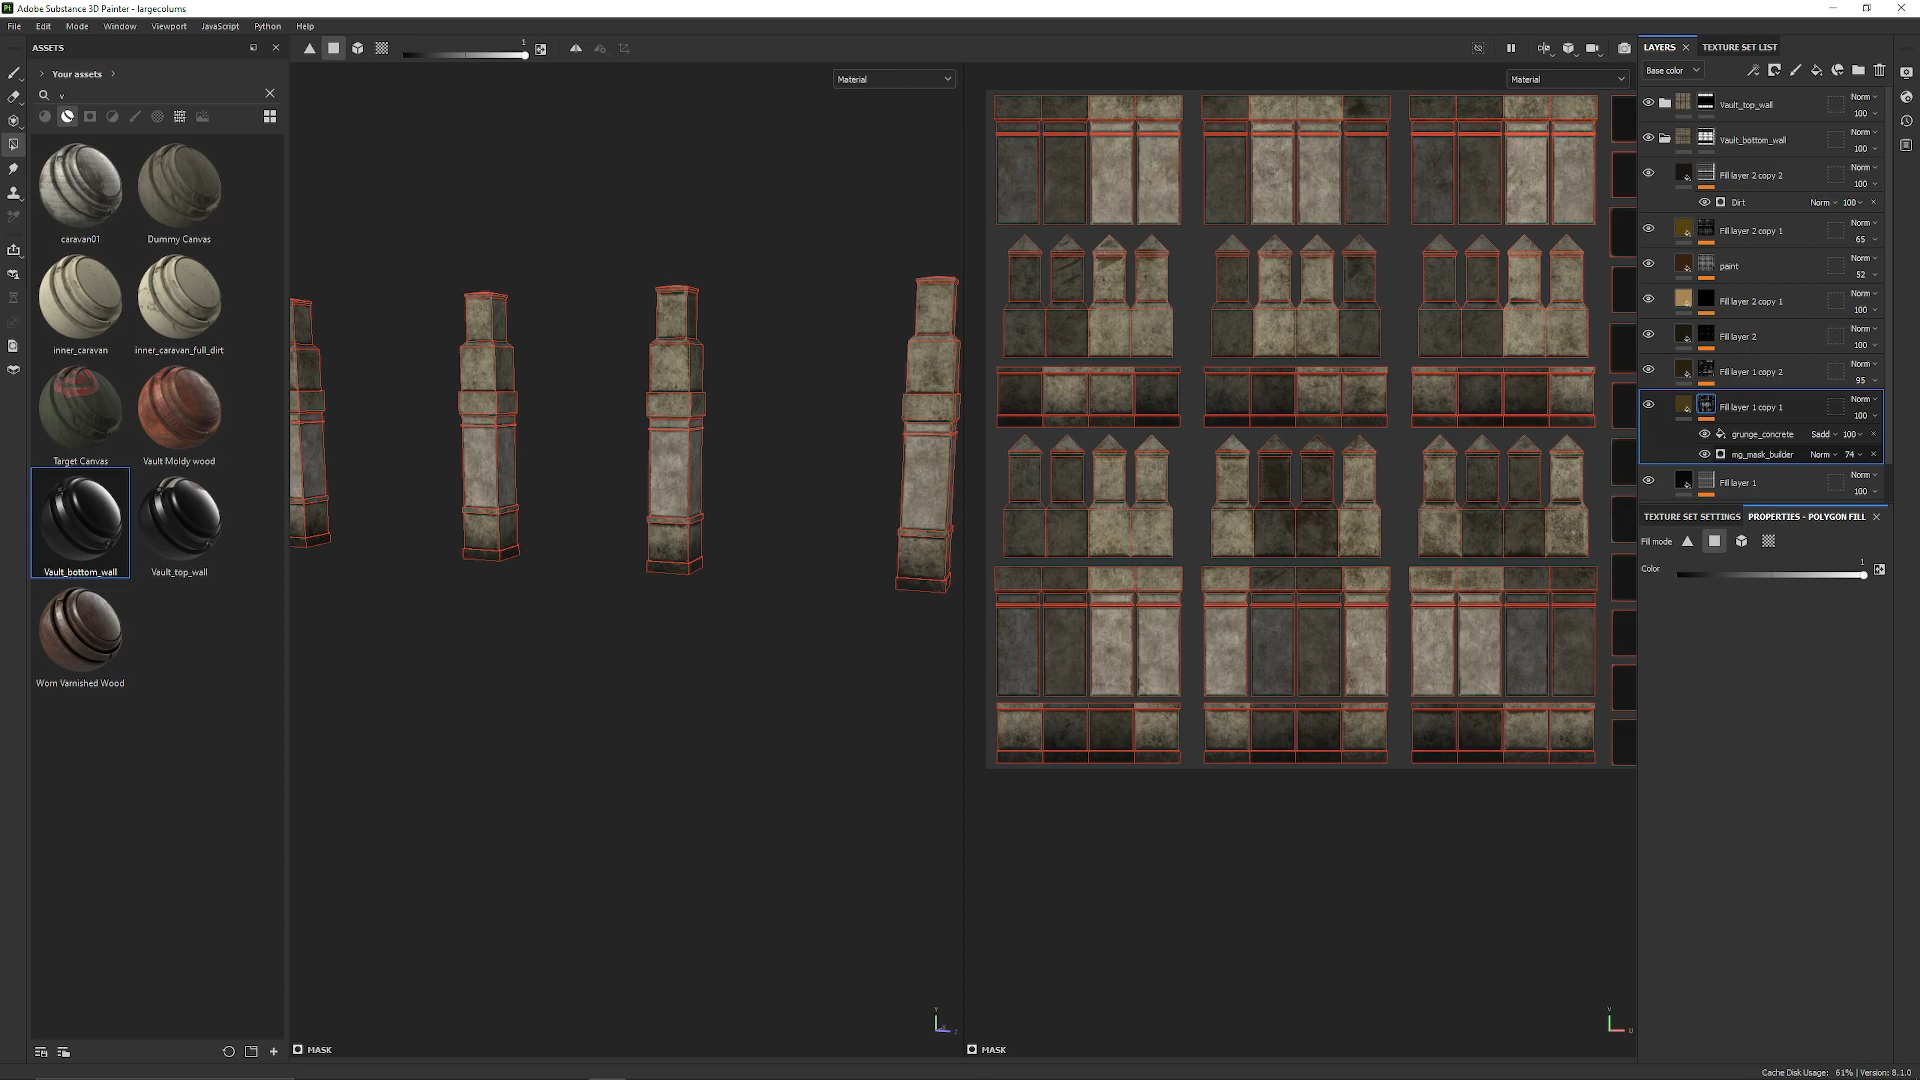 Adobe Substance 3D Painter - largecolums
File Edit Mode Window Viewport JavaScript Python Help
ASSETS
Your assets
v
caravan01
Dummy Canvas
inner_caravan
inner_caravan_full_dirt
Target Canvas
Vault Moldy wood
Vault_bottom_wall
Vault_top_wall
Worn Varnished Wood
1
Material
Material
MASK
MASK
LAYERS TEXTURE SET LIST
Base color
Vault_top_wall Norm 100
Vault_bottom_wall Norm 100
Fill layer 2 copy 2 Norm 100
Dirt Norm 100
Fill layer 2 copy 1 Norm 65
paint Norm 52
Fill layer 2 copy 1 Norm 100
Fill layer 2 Norm 100
Fill layer 1 copy 2 Norm 95
Fill layer 1 copy 1 Norm 100
grunge_concrete Sadd 100
mg_mask_builder Norm 74
Fill layer 1 Norm 100
TEXTURE SET SETTINGS PROPERTIES - POLYGON FILL
Fill mode
Color 1
Cache Disk Usage: 61% | Version: 8.1.0